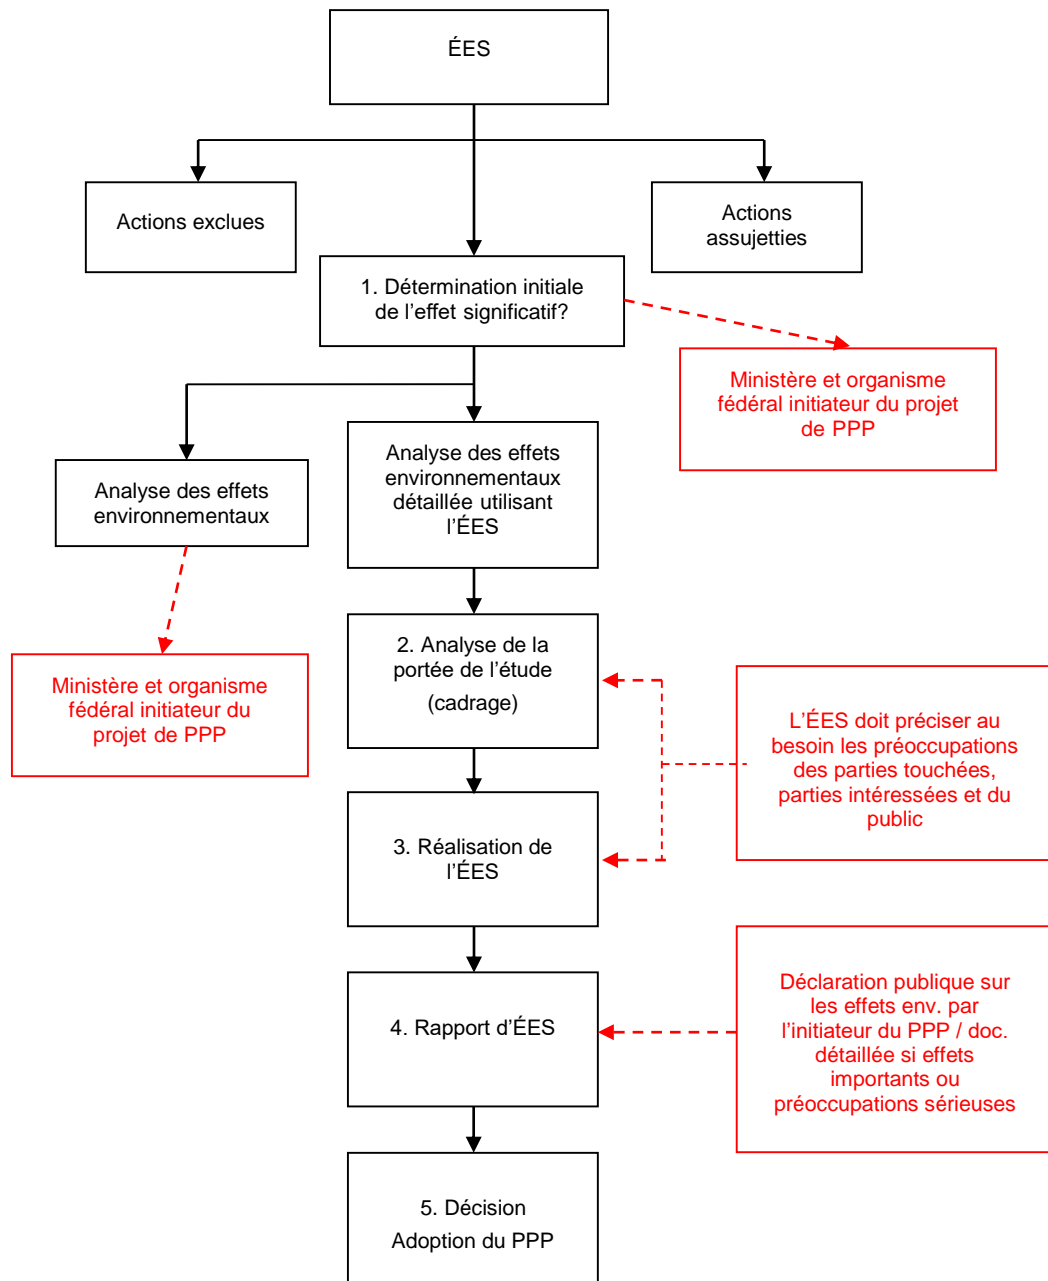 ÉES
Actions exclues
Actions
assujetties
1. Détermination initiale
de l'effet significatif?
Ministère et organisme
fédéral initiateur du projet
de PPP
Analyse des effets
environnementaux
Analyse des effets
environnementaux
détaillée utilisant
l'ÉES
2. Analyse de la
portée de l'étude
(cadrage)
Ministère et organisme
fédéral initiateur du
projet de PPP
L'ÉES doit préciser au
besoin les préoccupations
des parties touchées,
parties intéressées et du
public
3. Réalisation de
l'ÉES
4. Rapport d'ÉES
Déclaration publique sur
les effets env. par
l'initiateur du PPP / doc.
détaillée si effets
importants ou
préoccupations sérieuses
5. Décision
Adoption du PPP